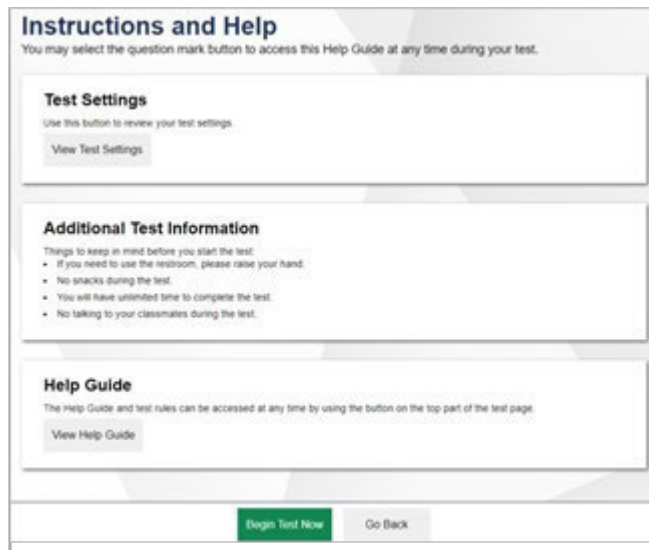 Instructions and Help
You may select the question mark button to access this Help Guide at any time during your test.
Test Settings
Use this button to review your test settings.
View Test Settings
Additional Test Information
Things to keep in mind before you start the test:
• If you need to use the restroom, please raise your hand.
• No snacks during the test.
• You will have unlimited time to complete the test.
• No talking to your classmates during the test.
Help Guide
The Help Guide and test rules can be accessed at any time by using the button on the top part of the test page.
View Help Guide
Begin Test Now Go Back